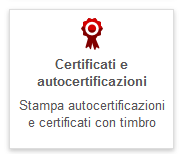 Certificati e
autocertificazioni
Stampa autocertificazioni
e certificati con timbro